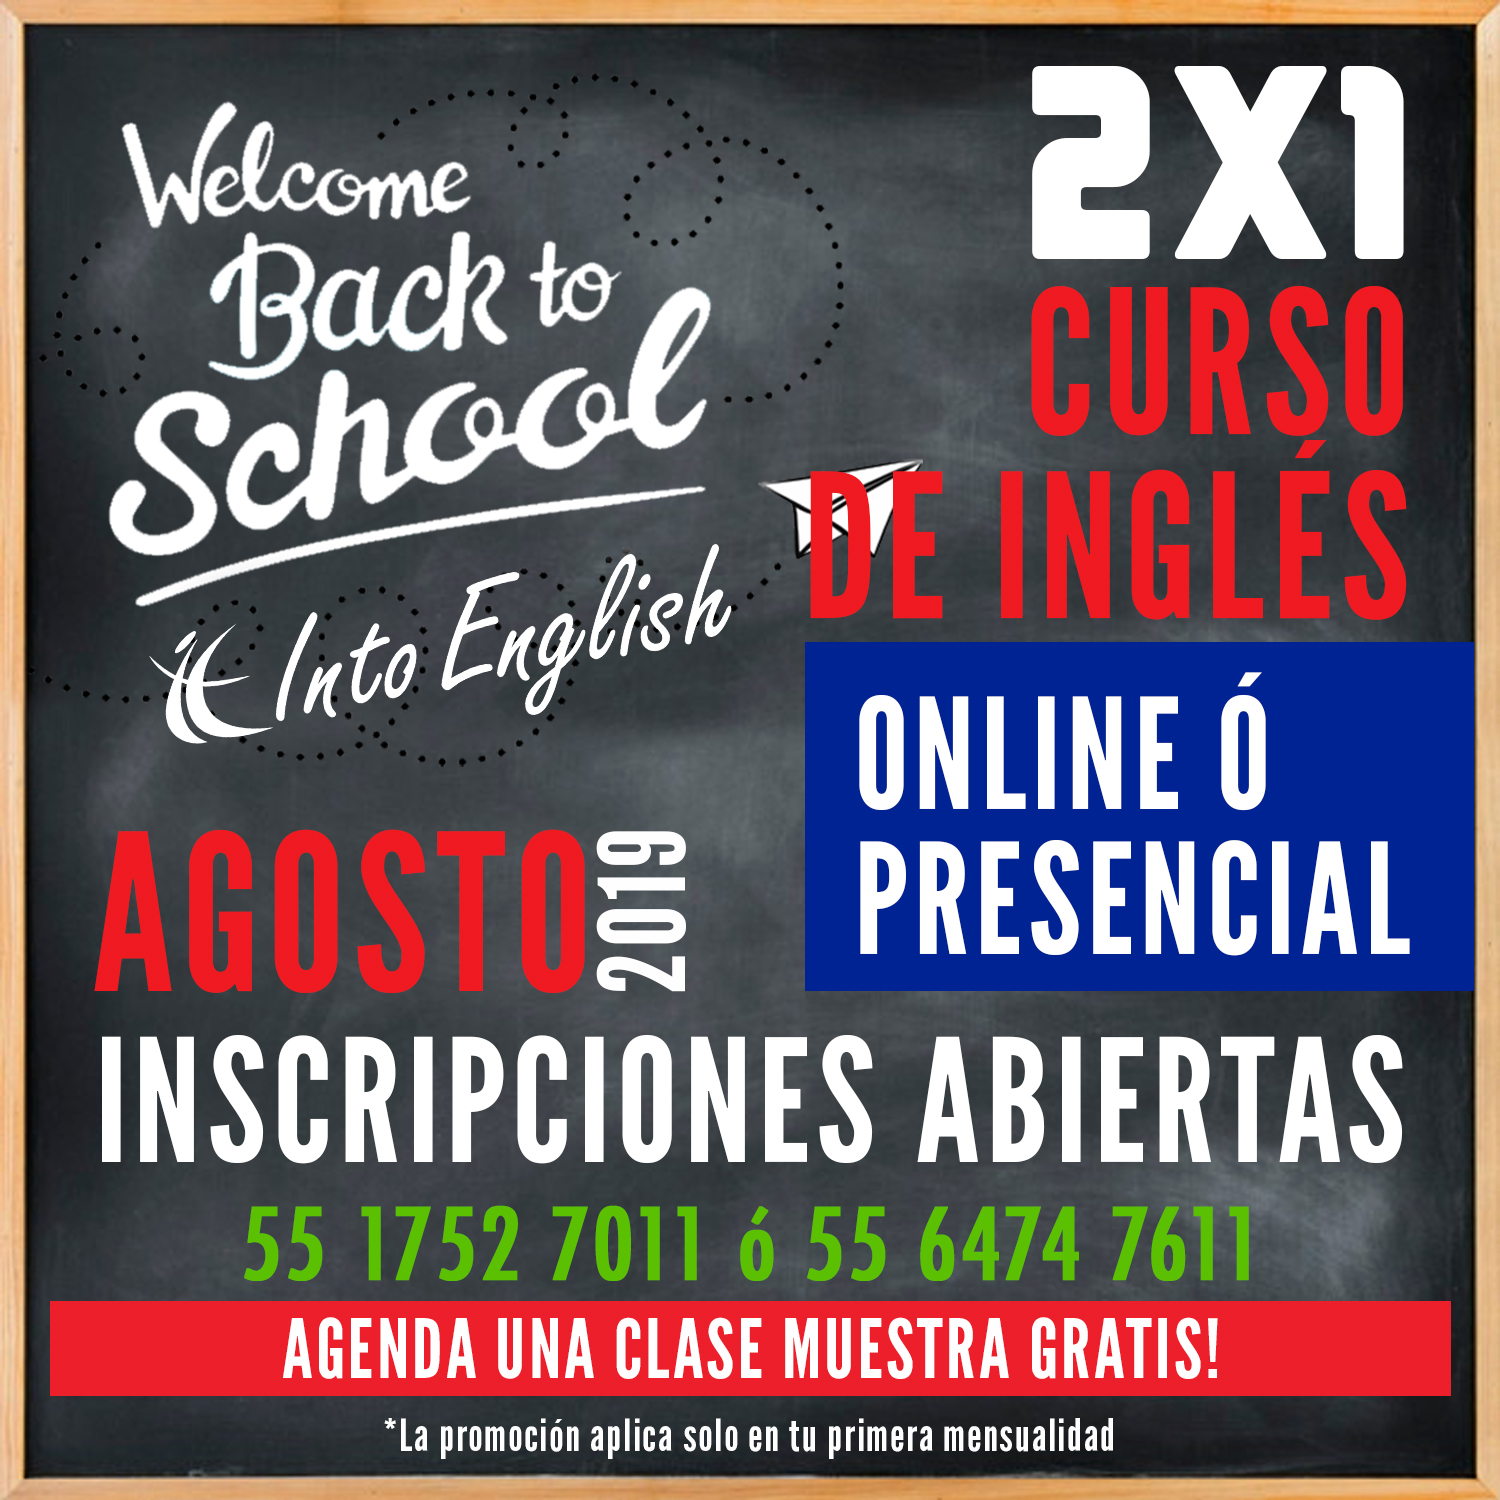 Welcome
Back to
School
Into English
2X1
CURSO
DE INGLÉS
ONLINE Ó
PRESENCIAL
AGOSTO 2019
INSCRIPCIONES ABIERTAS
55 1752 7011 ó 55 6474 7611
AGENDA UNA CLASE MUESTRA GRATIS!
*La promoción aplica solo en tu primera mensualidad